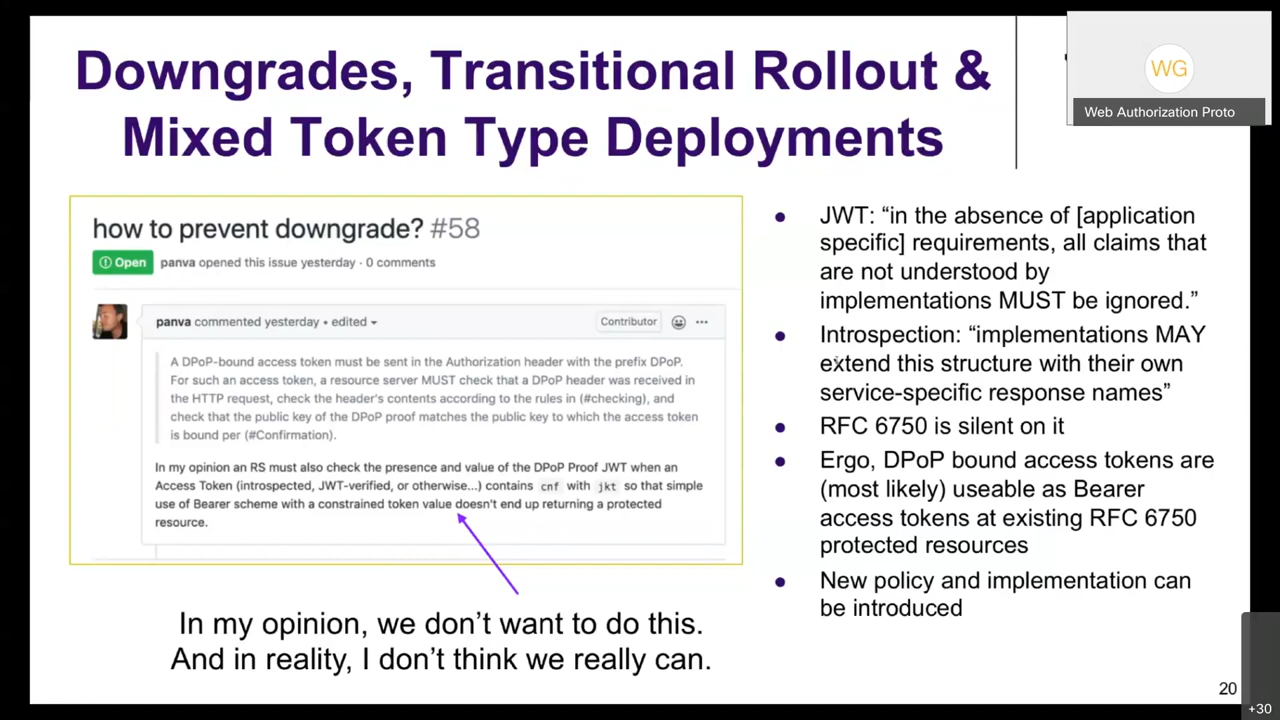 Downgrades, Transitional Rollout &
Mixed Token Type Deployments
WG
Web Authorization Proto
how to prevent downgrade? #58
Open panva opened this issue yesterday · 0 comments
panva commented yesterday • edited
Contributor
A DPoP-bound access token must be sent in the Authorization header with the prefix DPoP.
For such an access token, a resource server MUST check that a DPoP header was received in
the HTTP request, check the header's contents according to the rules in (#checking), and
check that the public key of the DPoP proof matches the public key to which the access token
is bound per (#Confirmation).
In my opinion an RS must also check the presence and value of the DPoP Proof JWT when an
Access Token (introspected, JWT-verified, or otherwise...) contains cnf with jkt so that simple
use of Bearer scheme with a constrained token value doesn't end up returning a protected
resource.
In my opinion, we don’t want to do this.
And in reality, I don’t think we really can.
● JWT: “in the absence of [application
specific] requirements, all claims that
are not understood by
implementations MUST be ignored.”
● Introspection: “implementations MAY
extend this structure with their own
service-specific response names”
● RFC 6750 is silent on it
● Ergo, DPoP bound access tokens are
(most likely) useable as Bearer
access tokens at existing RFC 6750
protected resources
● New policy and implementation can
be introduced
20
+30